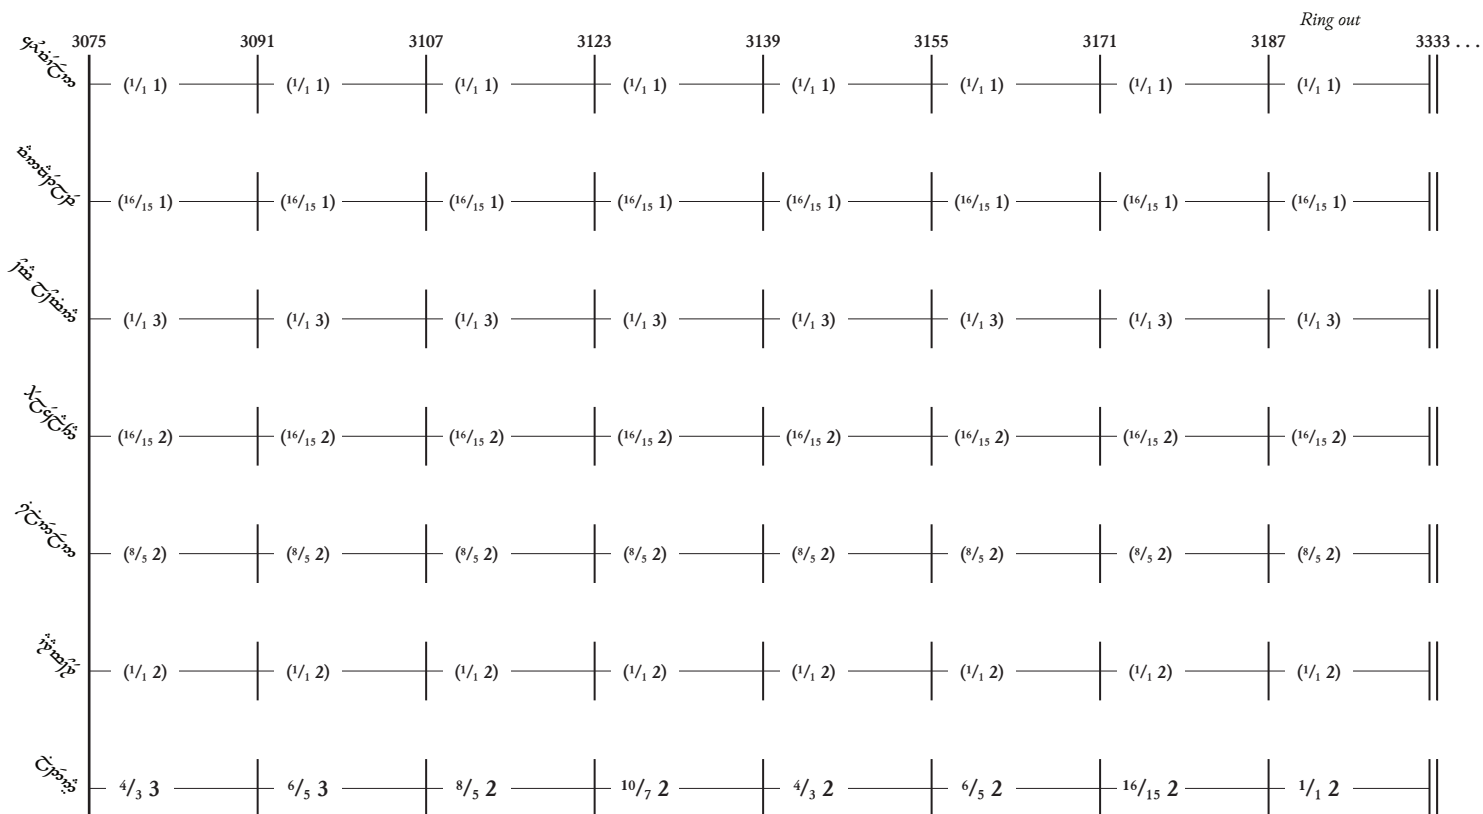 Ring out
3075 3091 3107 3123 3139 3155 3171 3187 3333 . . .
(1/1 1) (1/1 1) (1/1 1) (1/1 1) (1/1 1) (1/1 1) (1/1 1) (1/1 1)
(16/15 1) (16/15 1) (16/15 1) (16/15 1) (16/15 1) (16/15 1) (16/15 1) (16/15 1)
(1/1 3) (1/1 3) (1/1 3) (1/1 3) (1/1 3) (1/1 3) (1/1 3) (1/1 3)
(16/15 2) (16/15 2) (16/15 2) (16/15 2) (16/15 2) (16/15 2) (16/15 2) (16/15 2)
(8/5 2) (8/5 2) (8/5 2) (8/5 2) (8/5 2) (8/5 2) (8/5 2) (8/5 2)
(1/1 2) (1/1 2) (1/1 2) (1/1 2) (1/1 2) (1/1 2) (1/1 2) (1/1 2)
4/3 3 6/5 3 8/5 2 10/7 2 4/3 2 6/5 2 16/15 2 1/1 2